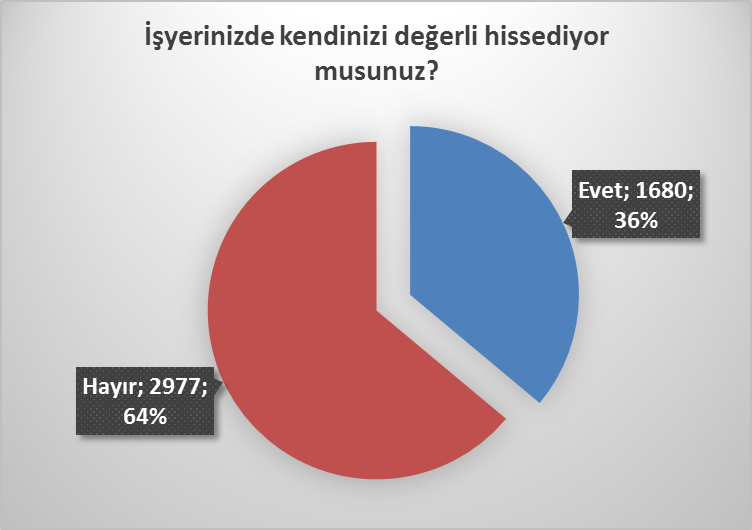 İşyerinizde kendinizi değerli hissediyor
musunuz?
Evet; 1680;
36%
Hayır; 2977;
64%